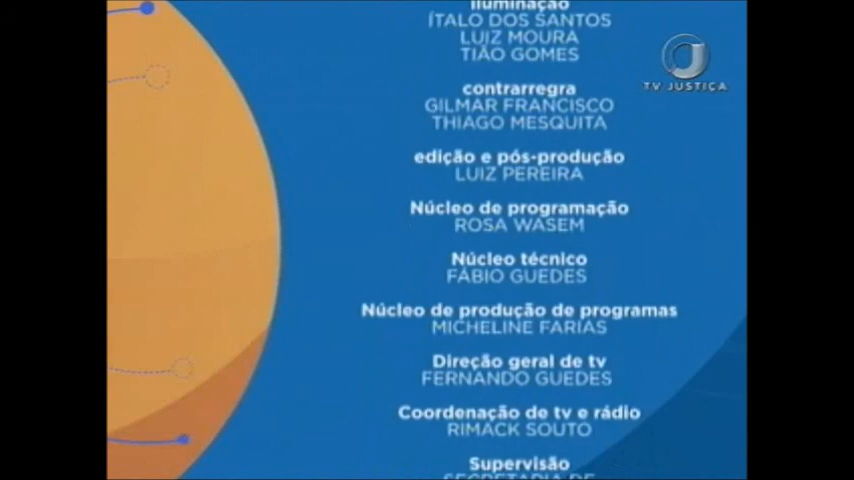 Iluminação
ÍTALO DOS SANTOS
LUIZ MOURA
TIÃO GOMES
TV JUSTIÇA
contrarregra
GILMAR FRANCISCO
THIAGO MESQUITA
edição e pós-produção
LUIZ PEREIRA
Núcleo de programação
ROSA WASEM
Núcleo técnico
FÁBIO GUEDES
Núcleo de produção de programas
MICHELINE FARIAS
Direção geral de tv
FERNANDO GUEDES
Coordenação de tv e rádio
RIMACK SOUTO
Supervisão
SECRETARIA DE